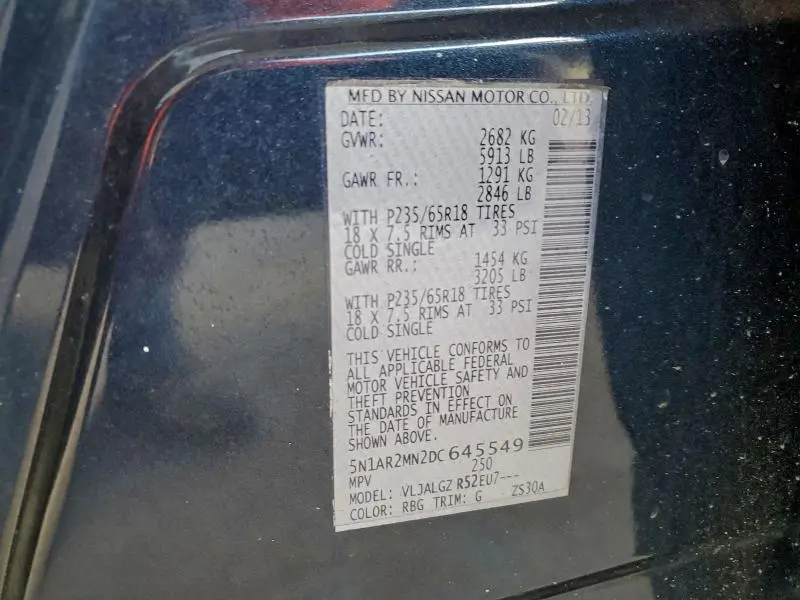 MFD BY NISSAN MOTOR CO., LTD.
DATE: 02/13
GVWR: 2682 KG
5913 LB
GAWR FR.: 1291 KG
2846 LB
WITH P235/65R18 TIRES
18 X 7.5 RIMS AT 33 PSI
COLD SINGLE
GAWR RR.: 1454 KG
3205 LB
WITH P235/65R18 TIRES
18 X 7.5 RIMS AT 33 PSI
COLD SINGLE
THIS VEHICLE CONFORMS TO
ALL APPLICABLE FEDERAL
MOTOR VEHICLE SAFETY AND
THEFT PREVENTION
STANDARDS IN EFFECT ON
THE DATE OF MANUFACTURE
SHOWN ABOVE.
5N1AR2MN2DC645549
MPV 250
MODEL: VLJALGZ R52EU7---
COLOR: RBG TRIM: G ZS30A